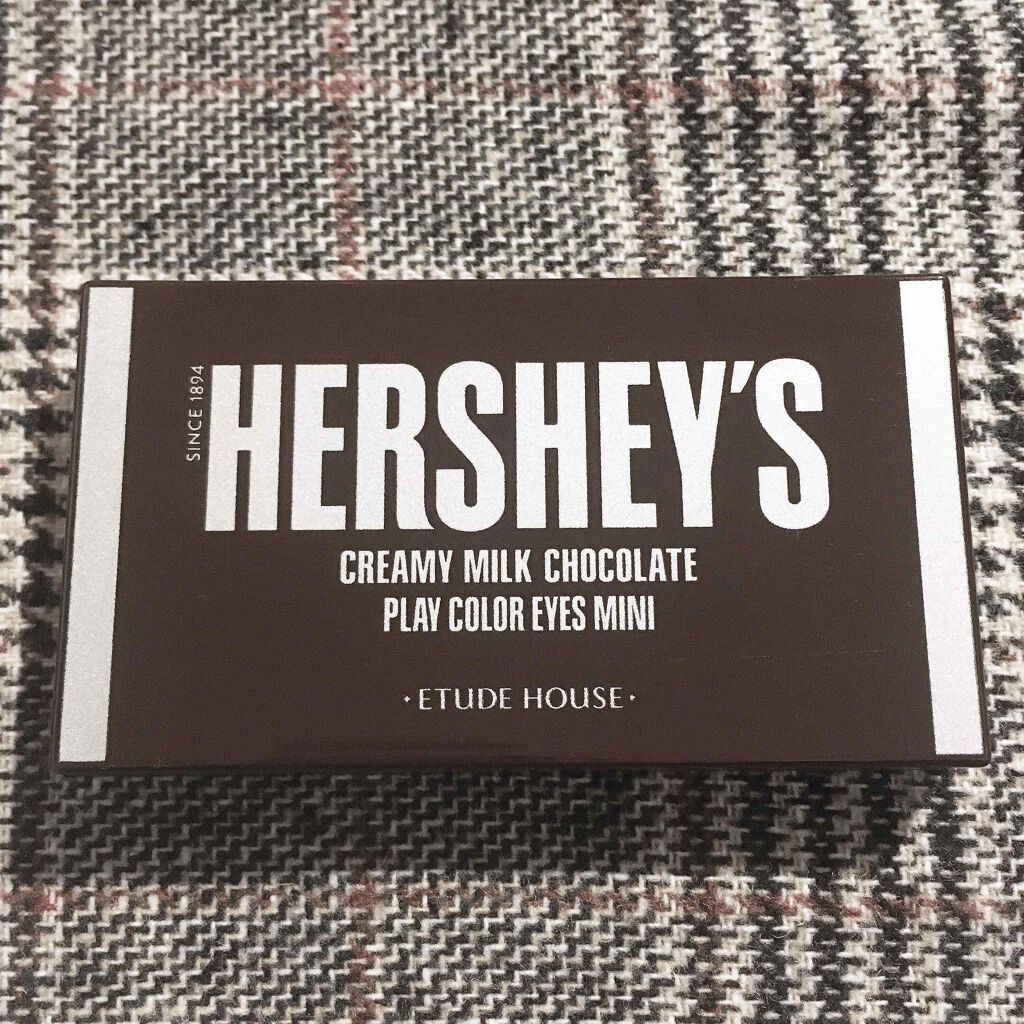 SINCE 1894
HERSHEY'S
CREAMY MILK CHOCOLATE
PLAY COLOR EYES MINI
·ETUDE HOUSE·